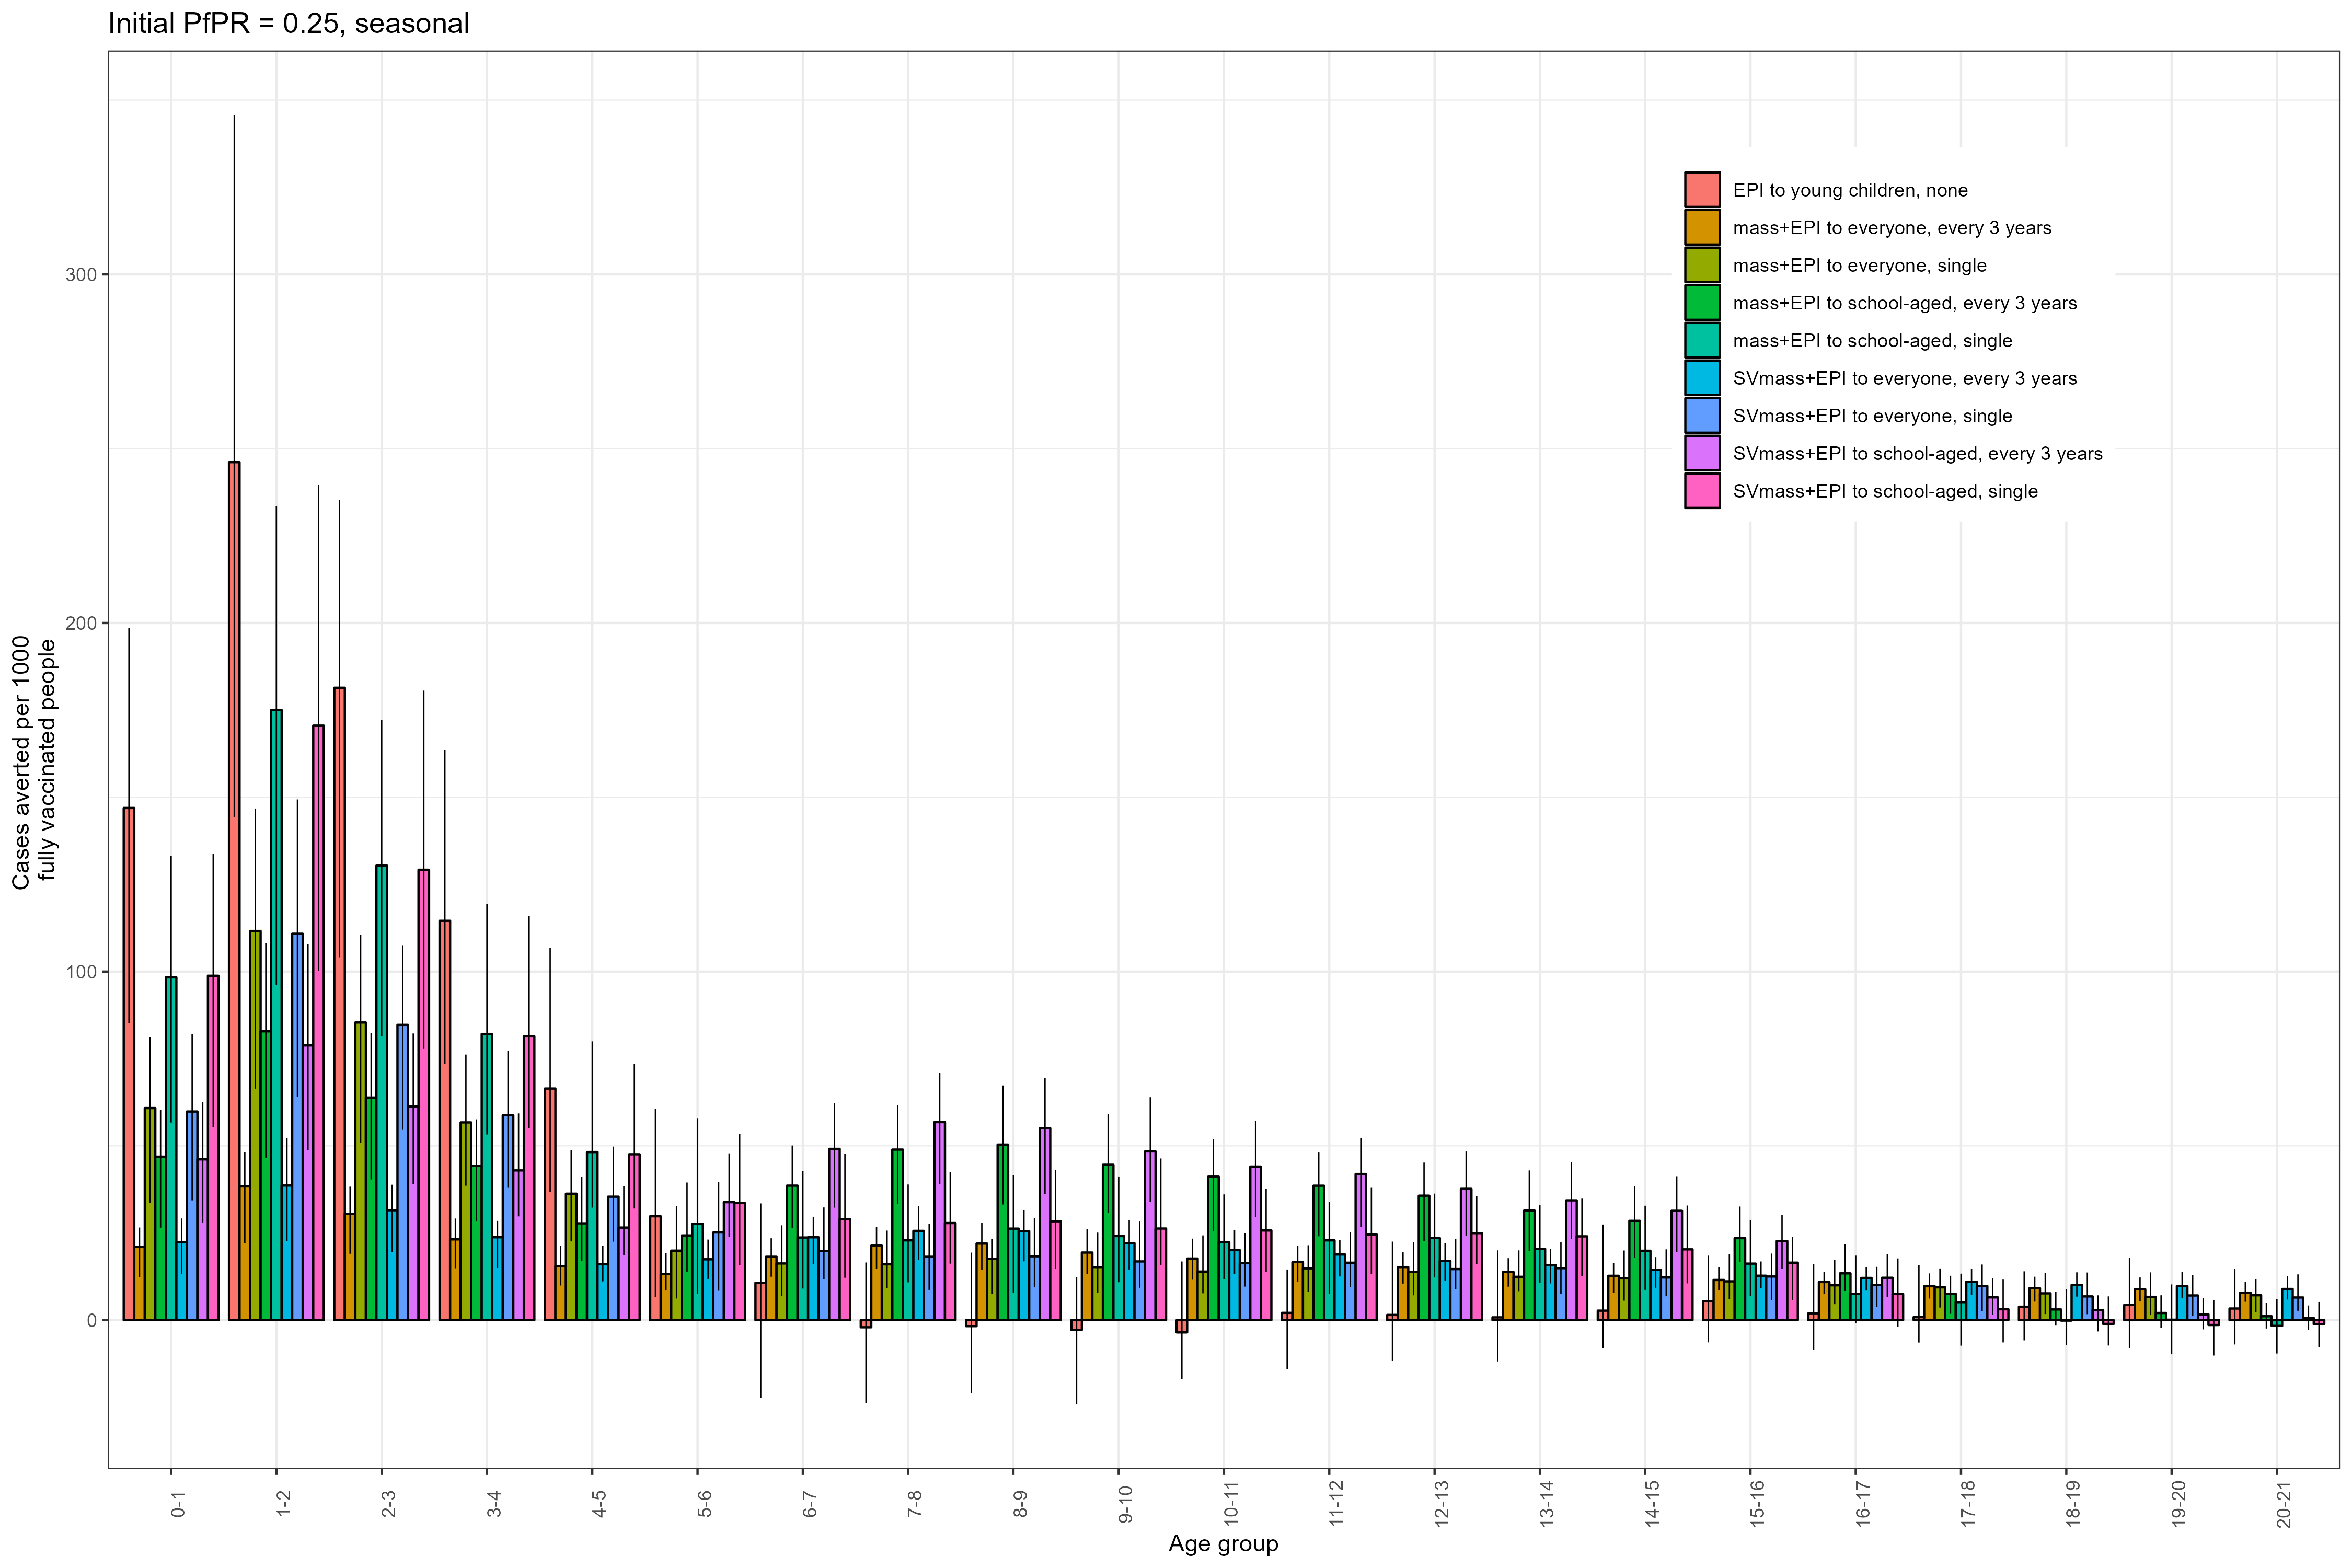 Initial PfPR = 0.25, seasonal
Cases averted per 1000
fully vaccinated people
300
200
100
0
EPI to young children, none
mass+EPI to everyone, every 3 years
mass+EPI to everyone, single
mass+EPI to school-aged, every 3 years
mass+EPI to school-aged, single
SVmass+EPI to everyone, every 3 years
SVmass+EPI to everyone, single
SVmass+EPI to school-aged, every 3 years
SVmass+EPI to school-aged, single
0-1
1-2
2-3
3-4
4-5
5-6
6-7
7-8
8-9
9-10
10-11
11-12
12-13
13-14
14-15
15-16
16-17
17-18
18-19
19-20
20-21
Age group